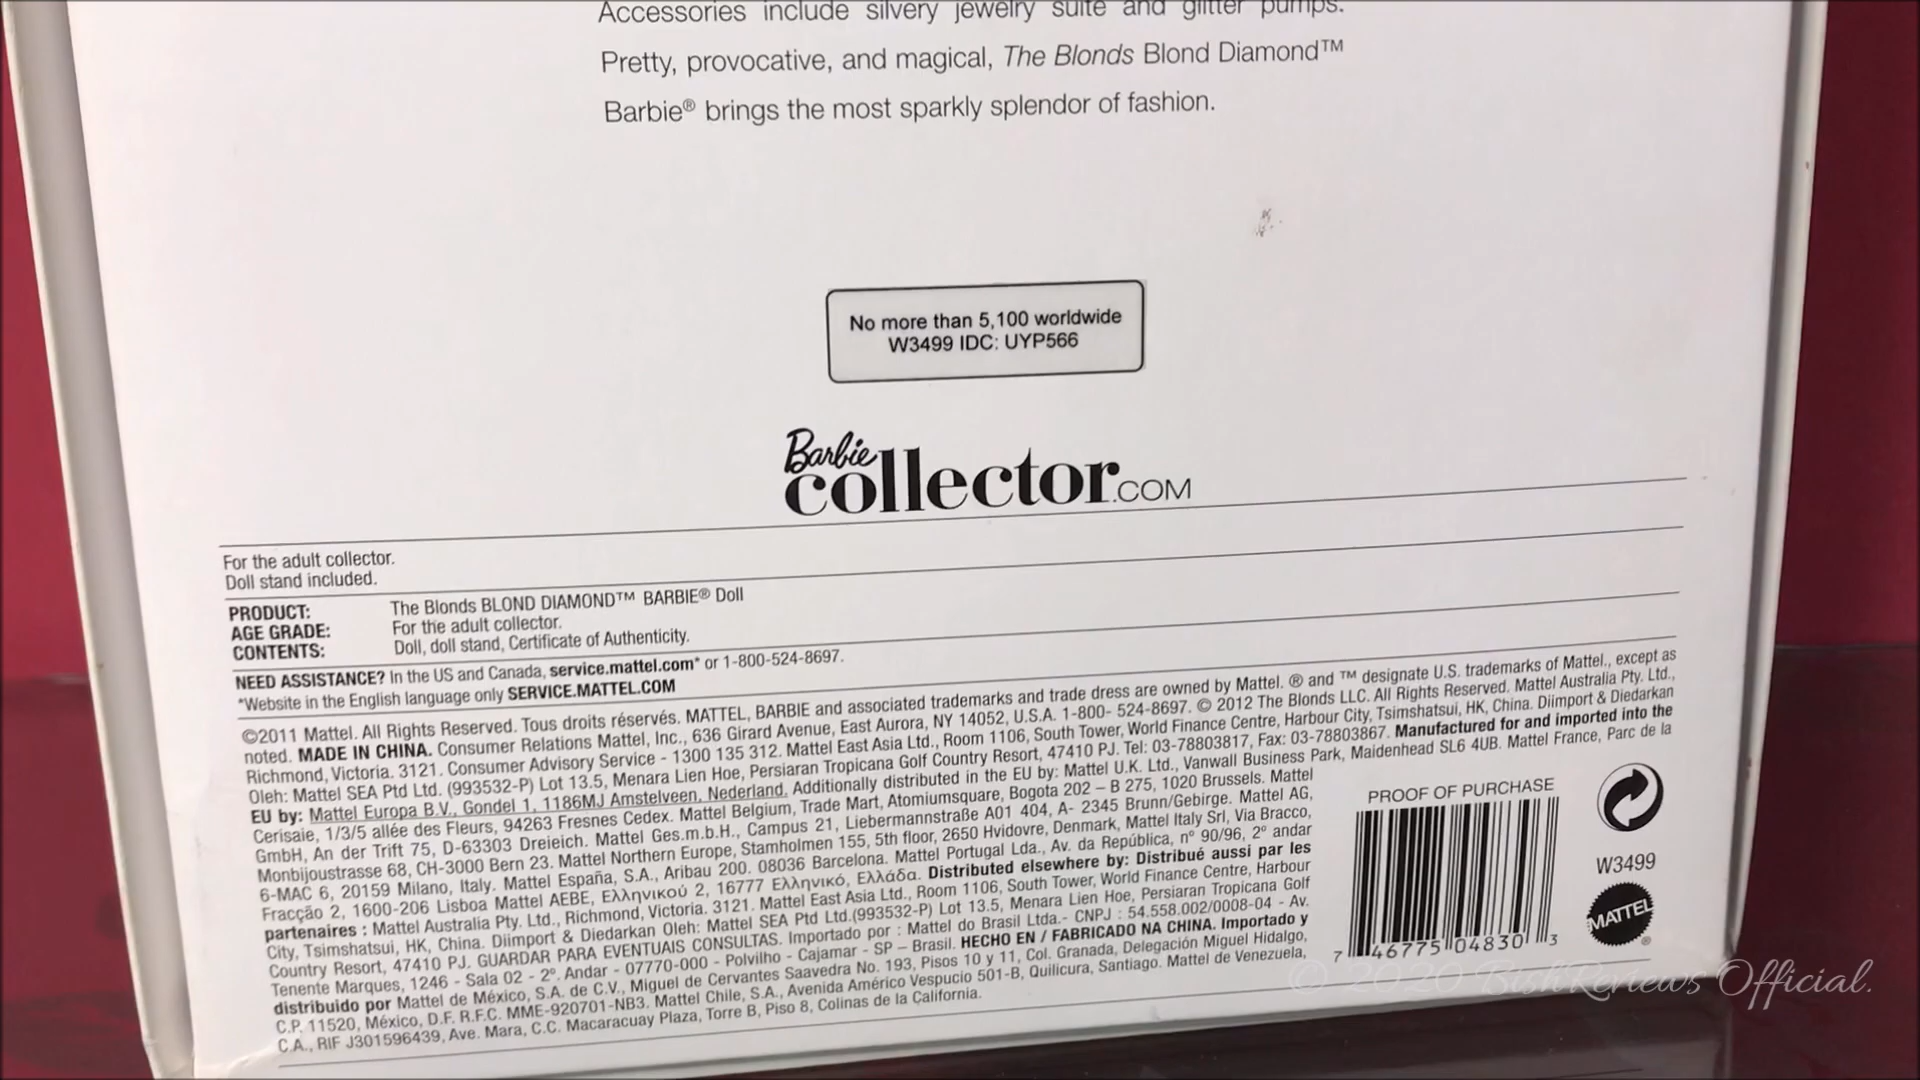 Accessories include silvery jewelry suite and glitter pumps.
Pretty, provocative, and magical, The Blonds Blond Diamond™
Barbie® brings the most sparkly splendor of fashion.
No more than 5,100 worldwide
W3499 IDC: UYP566
Barbie
collector.COM
For the adult collector.
Doll stand included.
PRODUCT: The Blonds BLOND DIAMOND™ BARBIE® Doll
AGE GRADE: For the adult collector.
CONTENTS: Doll, doll stand, Certificate of Authenticity.
NEED ASSISTANCE? In the US and Canada, service.mattel.com* or 1-800-524-8697.
*Website in the English language only SERVICE.MATTEL.COM
©2011 Mattel. All Rights Reserved. Tous droits réservés. MATTEL, BARBIE and associated trademarks and trade dress are owned by Mattel. ® and ™ designate U.S. trademarks of Mattel., except as
noted. MADE IN CHINA. Consumer Relations Mattel, Inc., 636 Girard Avenue, East Aurora, NY 14052, U.S.A. 1-800- 524-8697. © 2012 The Blonds LLC. All Rights Reserved. Mattel Australia Pty. Ltd.,
Richmond, Victoria. 3121. Consumer Advisory Service - 1300 135 312. Mattel East Asia Ltd., Room 1106, South Tower, World Finance Centre, Harbour City, Tsimshatsui, HK, China. Diimport & Diedarkan
Oleh: Mattel SEA Ptd Ltd. (993532-P) Lot 13.5, Menara Lien Hoe, Persiaran Tropicana Golf Country Resort, 47410 PJ. Tel: 03-78803817, Fax: 03-78803867. Manufactured for and imported into the
EU by: Mattel Europa B.V., Gondel 1, 1186MJ Amstelveen, Nederland. Additionally distributed in the EU by: Mattel U.K. Ltd., Vanwall Business Park, Maidenhead SL6 4UB. Mattel France, Parc de la
Cerisaie, 1/3/5 allée des Fleurs, 94263 Fresnes Cedex. Mattel Belgium, Trade Mart, Atomiumsquare, Bogota 202 – B 275, 1020 Brussels. Mattel
GmbH, An der Trift 75, D-63303 Dreieich. Mattel Ges.m.b.H., Campus 21, Liebermannstraße A01 404, A- 2345 Brunn/Gebirge. Mattel AG,
Monbijoustrasse 68, CH-3000 Bern 23. Mattel Northern Europe, Stamholmen 155, 5th floor, 2650 Hvidovre, Denmark, Mattel Italy Srl, Via Bracco,
6-MAC 6, 20159 Milano, Italy. Mattel España, S.A., Aribau 200. 08036 Barcelona. Mattel Portugal Lda., Av. da República, nº 90/96, 2º andar
Fracção 2, 1600-206 Lisboa Mattel AEBE, Ελληνικού 2, 16777 Ελληνικό, Ελλάδα. Distributed elsewhere by: Distribué aussi par les
partenaires : Mattel Australia Pty. Ltd., Richmond, Victoria. 3121. Mattel East Asia Ltd., Room 1106, South Tower, World Finance Centre, Harbour
City, Tsimshatsui, HK, China. Diimport & Diedarkan Oleh: Mattel SEA Ptd Ltd.(993532-P) Lot 13.5, Menara Lien Hoe, Persiaran Tropicana Golf
Country Resort, 47410 PJ. GUARDAR PARA EVENTUAIS CONSULTAS. Importado por : Mattel do Brasil Ltda.- CNPJ : 54.558.002/0008-04 - Av.
Tenente Marques, 1246 - Sala 02 - 2º. Andar - 07770-000 - Polvilho - Cajamar - SP – Brasil. HECHO EN / FABRICADO NA CHINA. Importado y
distribuido por Mattel de México, S.A. de C.V., Miguel de Cervantes Saavedra No. 193, Pisos 10 y 11, Col. Granada, Delegación Miguel Hidalgo,
C.P. 11520, México, D.F. R.F.C. MME-920701-NB3. Mattel Chile, S.A., Avenida Américo Vespucio 501-B, Quilicura, Santiago. Mattel de Venezuela,
C.A., RIF J301596439, Ave. Mara, C.C. Macaracuay Plaza, Torre B, Piso 8, Colinas de la California.
PROOF OF PURCHASE
7 46775 04830 3
W3499
MATTEL
®
© 2020 BishReviews Official.